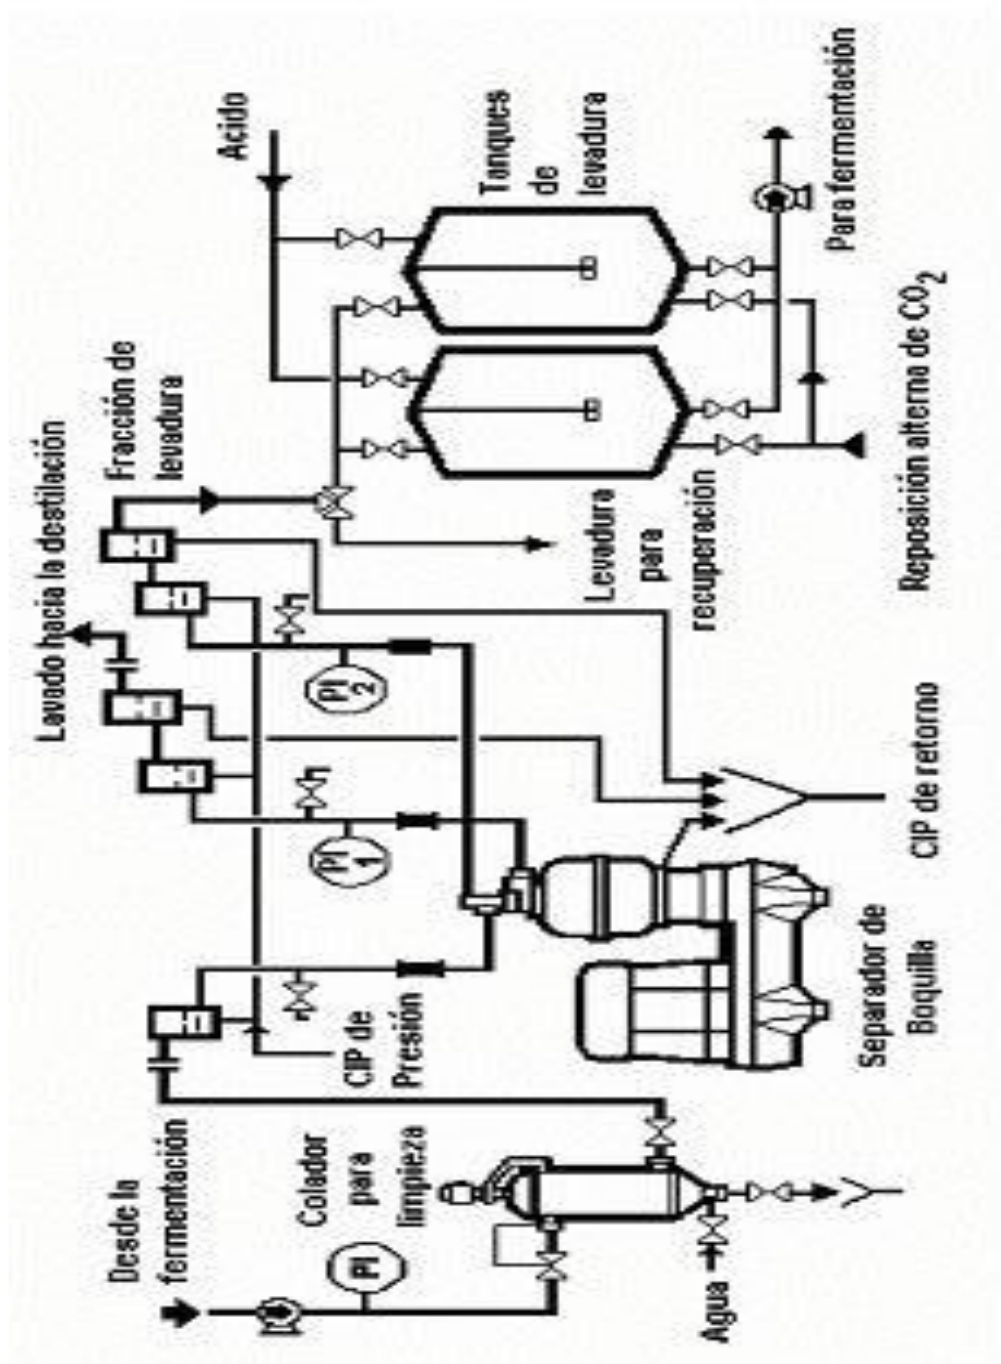 Desde la
fermentación
PI
Colador
para
limpieza
Agua
CIP de
Presión
Lavado hacia la destilación
PI
1
PI
2
Fracción de
levadura
Acido
Tanques
de
levadura
Levadura
para
recuperación
Para fermentación
Reposición alterna de CO2
CIP de retorno
Separador de
Boquilla